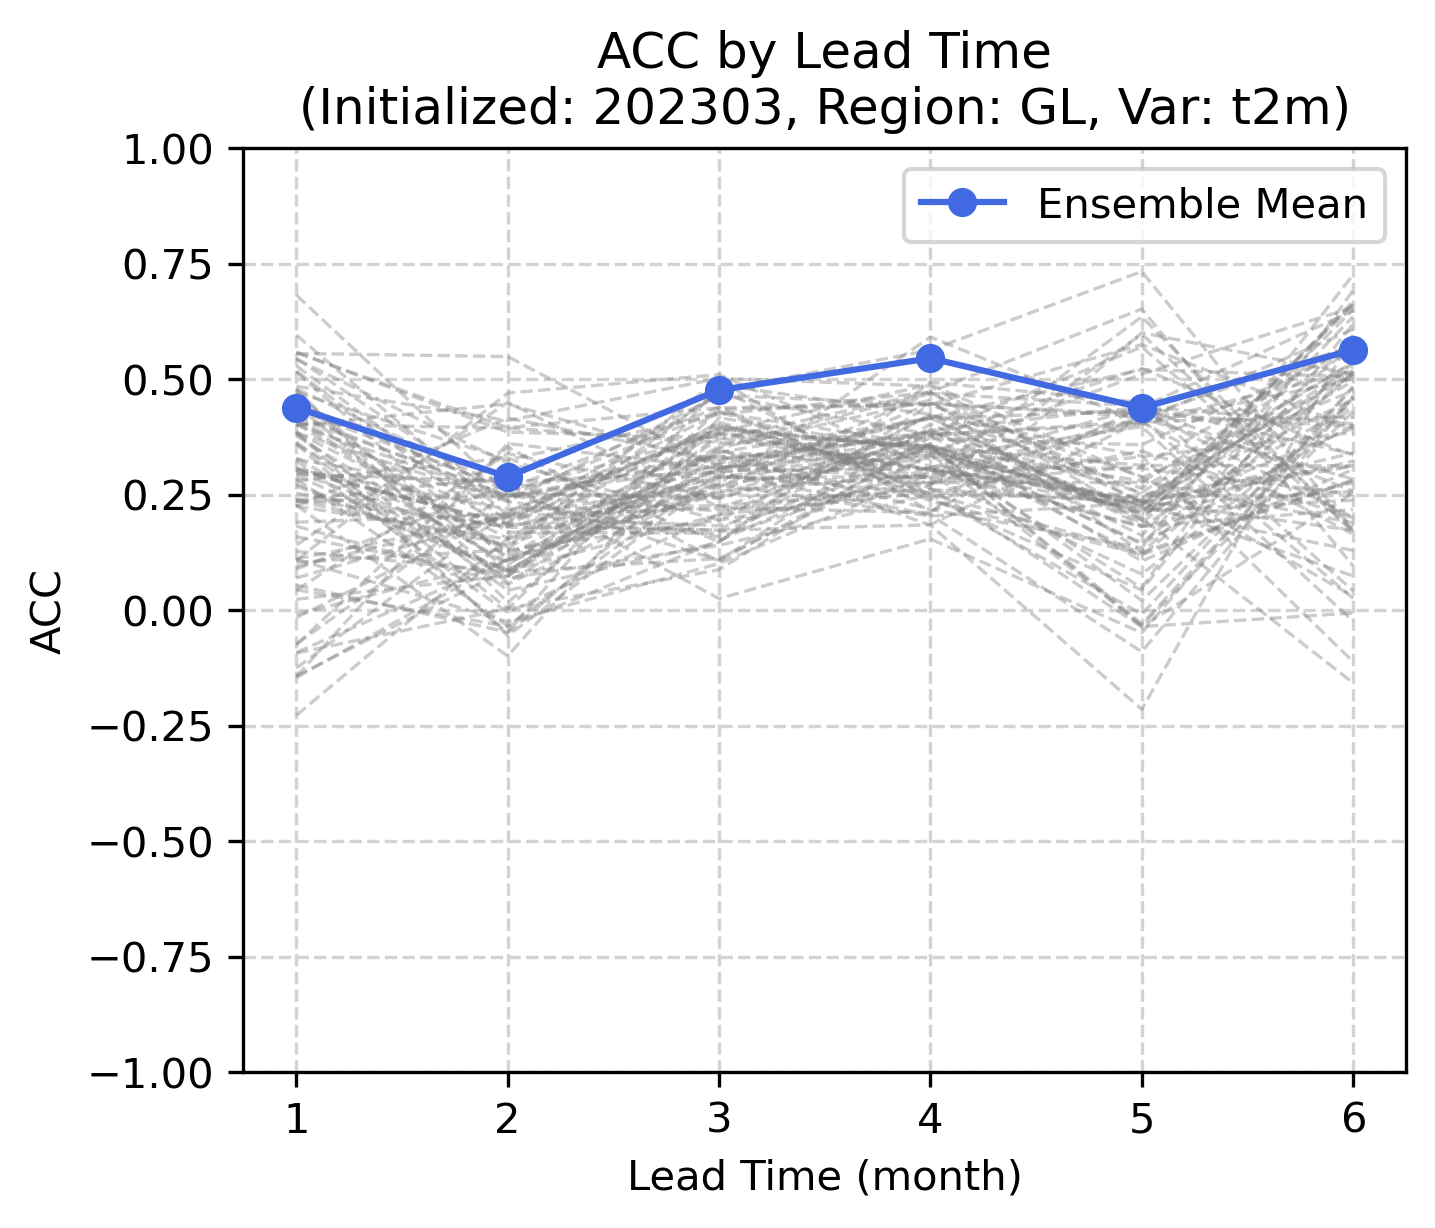 ACC by Lead Time
(Initialized: 202303, Region: GL, Var: t2m)
Ensemble Mean
1.00
0.75
0.50
0.25
0.00
−0.25
−0.50
−0.75
−1.00
ACC
1 2 3 4 5 6
Lead Time (month)